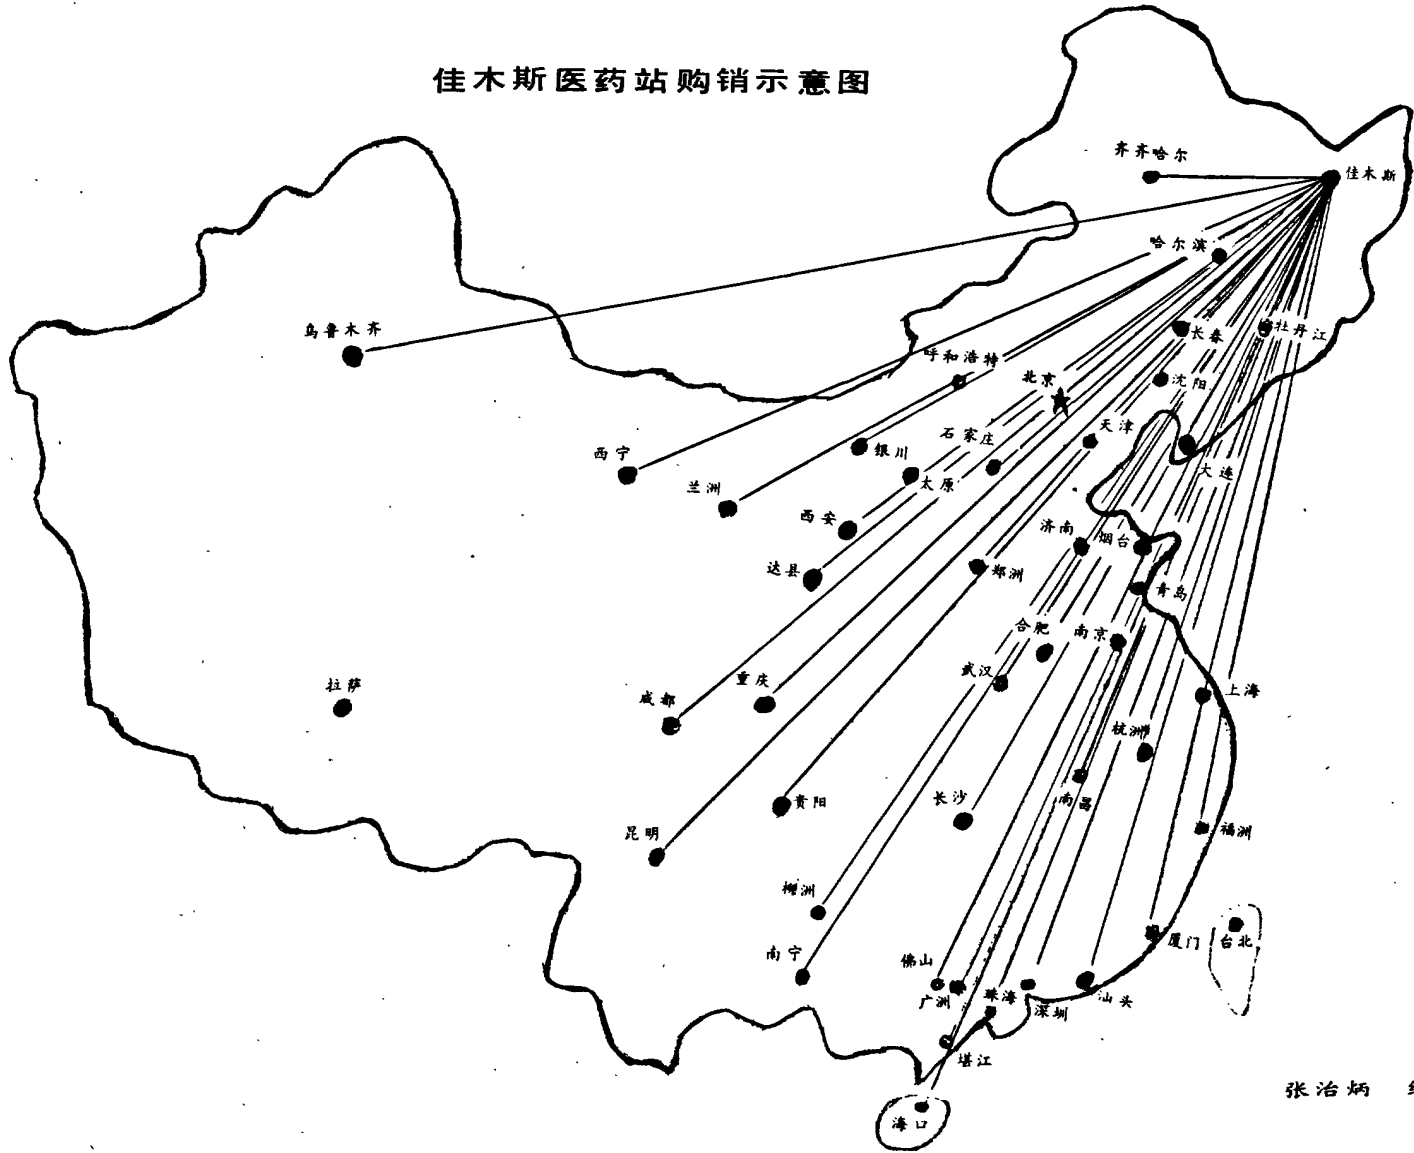 佳木斯医药站购销示意图
齐齐哈尔
佳木斯
哈尔滨
乌鲁木齐
长春
牡丹江
呼和浩特
北京
沈阳
石家庄
天津
西宁
银川
大连
兰洲
太原
西安
济南
烟台
达县
郑洲
青岛
合肥
南京
武汉
拉萨
重庆
成都
上海
杭洲
贵阳
长沙
南昌
昆明
福洲
柳洲
南宁
佛山
厦门
台北
广洲
珠海
深圳
汕头
堪江
张治炳
海口